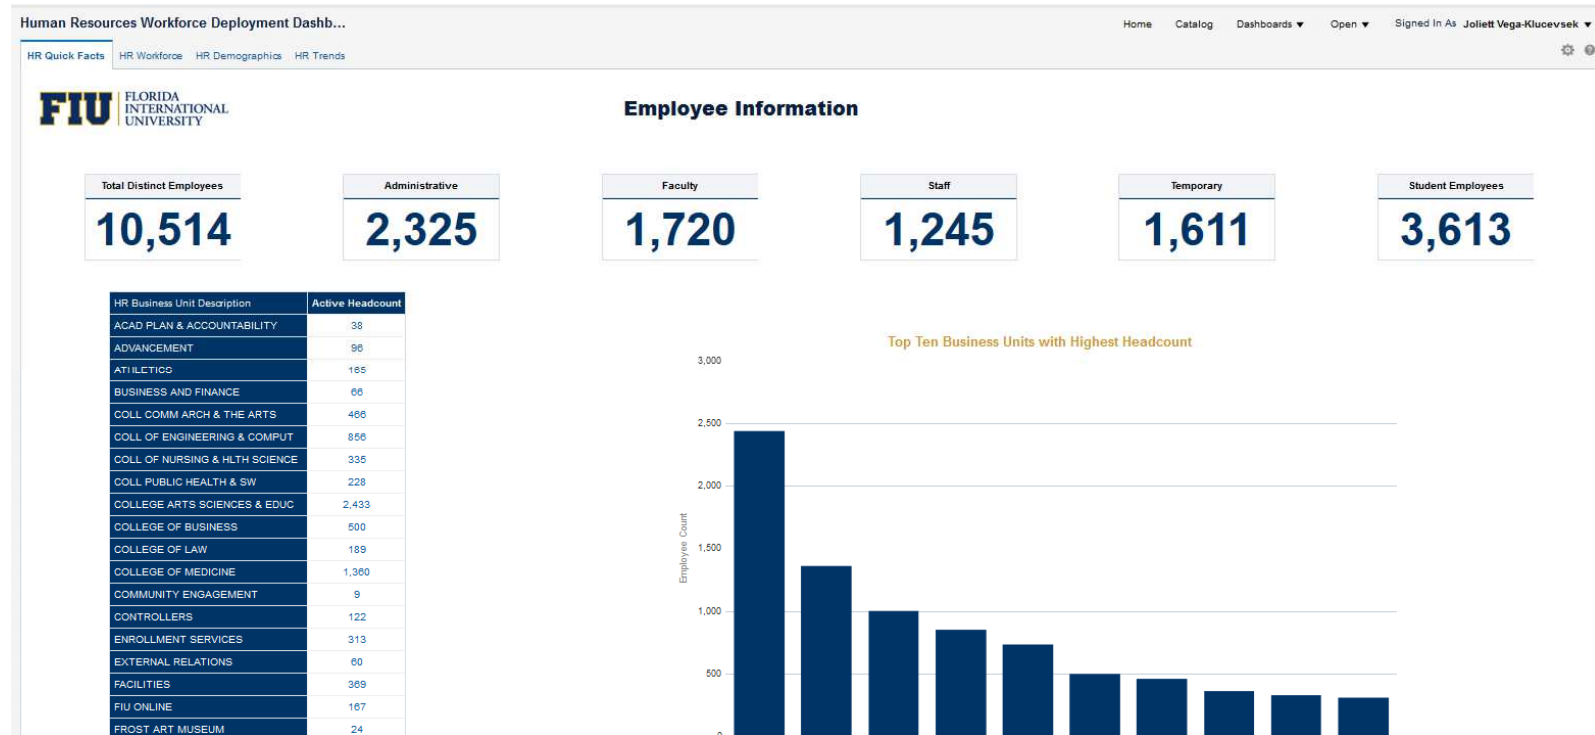 Human Resources Workforce Deployment Dashb...
Home Catalog Dashboards ▼ Open ▼ Signed In As Joliett Vega-Klucevsek ▼
HR Quick Facts HR Workforce HR Demographics HR Trends
FIU FLORIDA
INTERNATIONAL
UNIVERSITY
Employee Information
Total Distinct Employees Administrative Faculty Staff Temporary Student Employees
10,514 2,325 1,720 1,245 1,611 3,613
HR Business Unit Description Active Headcount
ACAD PLAN & ACCOUNTABILITY 38
ADVANCEMENT 96
ATHLETICS 165
BUSINESS AND FINANCE 66
COLL COMM ARCH & THE ARTS 466
COLL OF ENGINEERING & COMPUT 856
COLL OF NURSING & HLTH SCIENCE 335
COLL PUBLIC HEALTH & SW 228
COLLEGE ARTS SCIENCES & EDUC 2,433
COLLEGE OF BUSINESS 500
COLLEGE OF LAW 189
COLLEGE OF MEDICINE 1,360
COMMUNITY ENGAGEMENT 9
CONTROLLERS 122
ENROLLMENT SERVICES 313
EXTERNAL RELATIONS 60
FACILITIES 369
FIU ONLINE 167
FROST ART MUSEUM 24
Top Ten Business Units with Highest Headcount
Employee Count
3,000
2,500
2,000
1,500
1,000
500
0